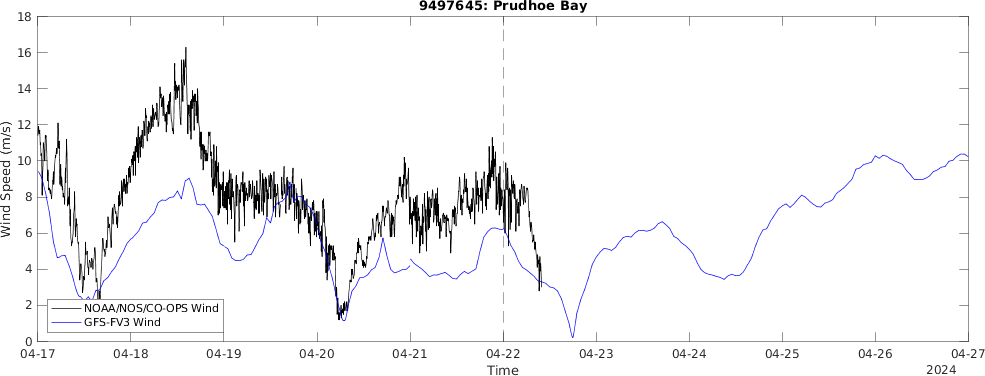 9497645: Prudhoe Bay
18
16
14
12
10
8
6
4
2
0
Wind Speed (m/s)
NOAA/NOS/CO-OPS Wind
GFS-FV3 Wind
04-17 04-18 04-19 04-20 04-21 04-22 04-23 04-24 04-25 04-26 04-27
Time
2024